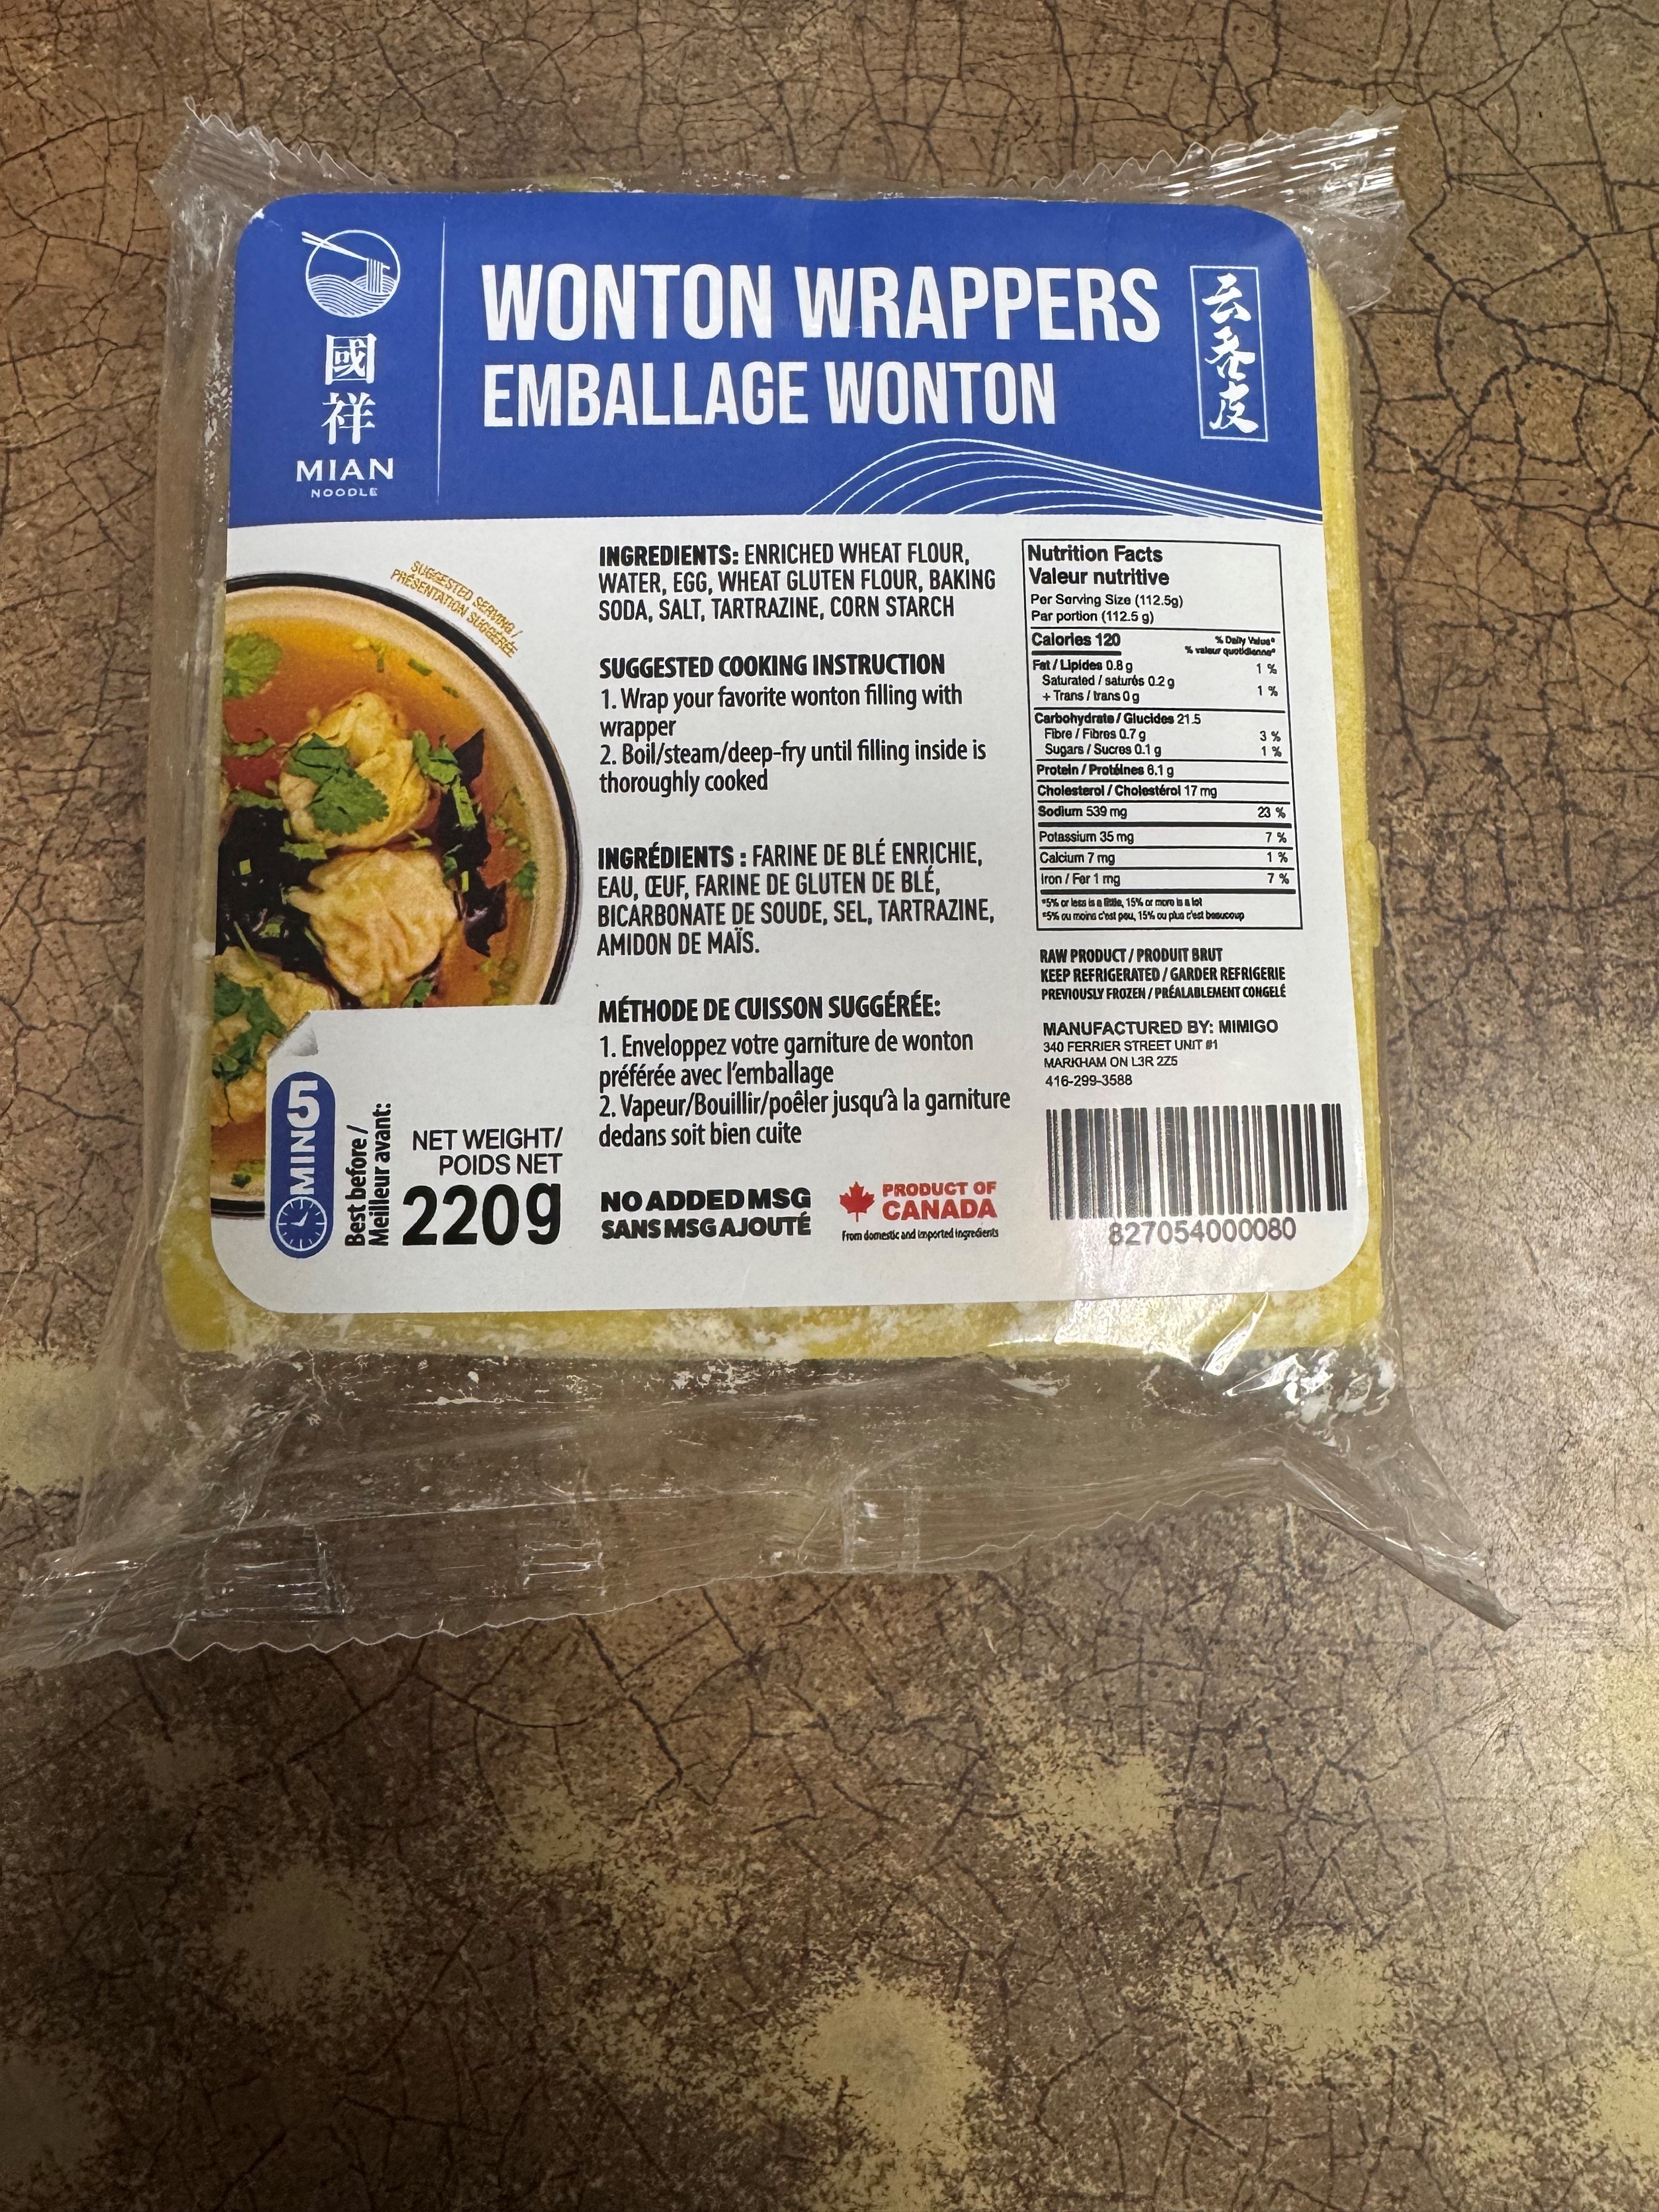 國
祥
MIAN
NOODLE
WONTON WRAPPERS
EMBALLAGE WONTON
云
吞
皮
SUGGESTED SERVING /
PRÉSENTATION SUGGÉRÉE
INGREDIENTS: ENRICHED WHEAT FLOUR,
WATER, EGG, WHEAT GLUTEN FLOUR, BAKING
SODA, SALT, TARTRAZINE, CORN STARCH
SUGGESTED COOKING INSTRUCTION
1. Wrap your favorite wonton filling with
wrapper
2. Boil/steam/deep-fry until filling inside is
thoroughly cooked
INGRÉDIENTS : FARINE DE BLÉ ENRICHIE,
EAU, ŒUF, FARINE DE GLUTEN DE BLÉ,
BICARBONATE DE SOUDE, SEL, TARTRAZINE,
AMIDON DE MAÏS.
MÉTHODE DE CUISSON SUGGÉRÉE:
1. Enveloppez votre garniture de wonton
préférée avec l'emballage
2. Vapeur/Bouillir/poêler jusqu'à la garniture
dedans soit bien cuite
5 MIN
Best before /
Meilleur avant:
NET WEIGHT/
POIDS NET
220g
NO ADDED MSG
SANS MSG AJOUTÉ
PRODUCT OF
CANADA
From domestic and imported ingredients
Nutrition Facts
Valeur nutritive
Per Serving Size (112.5g)
Par portion (112.5 g)
Calories 120 % Daily Value*
% valeur quotidienne*
Fat / Lipides 0.8 g 1 %
Saturated / saturés 0.2 g
+ Trans / trans 0 g 1 %
Carbohydrate / Glucides 21.5
Fibre / Fibres 0.7 g 3 %
Sugars / Sucres 0.1 g 1 %
Protein / Protéines 6.1 g
Cholesterol / Cholestérol 17 mg
Sodium 539 mg 23 %
Potassium 35 mg 7 %
Calcium 7 mg 1 %
Iron / Fer 1 mg 7 %
*5% or less is a little, 15% or more is a lot
*5% ou moins c'est peu, 15% ou plus c'est beaucoup
RAW PRODUCT / PRODUIT BRUT
KEEP REFRIGERATED / GARDER REFRIGERIE
PREVIOUSLY FROZEN / PRÉALABLEMENT CONGELÉ
MANUFACTURED BY: MIMIGO
340 FERRIER STREET UNIT #1
MARKHAM ON L3R 2Z5
416-299-3588
827054000080